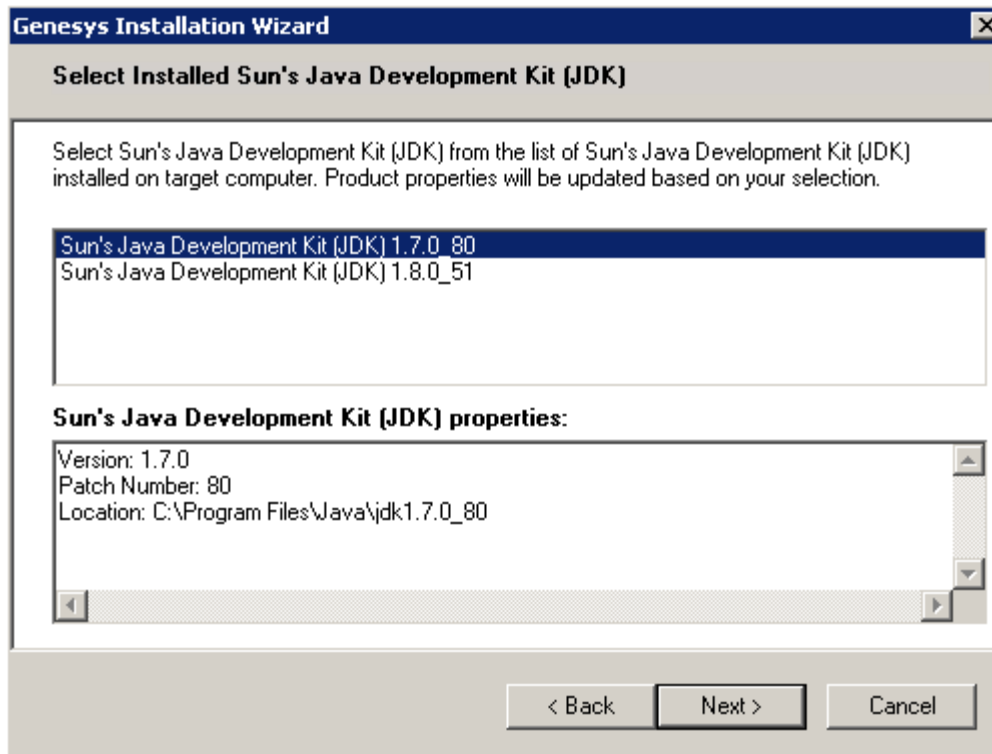 Genesys Installation Wizard
Select Installed Sun's Java Development Kit (JDK)
Select Sun's Java Development Kit (JDK) from the list of Sun's Java Development Kit (JDK)
installed on target computer. Product properties will be updated based on your selection.
Sun's Java Development Kit (JDK) 1.7.0_80
Sun's Java Development Kit (JDK) 1.8.0_51
Sun's Java Development Kit (JDK) properties:
Version: 1.7.0
Patch Number: 80
Location: C:\Program Files\Java\jdk1.7.0_80
< Back Next > Cancel